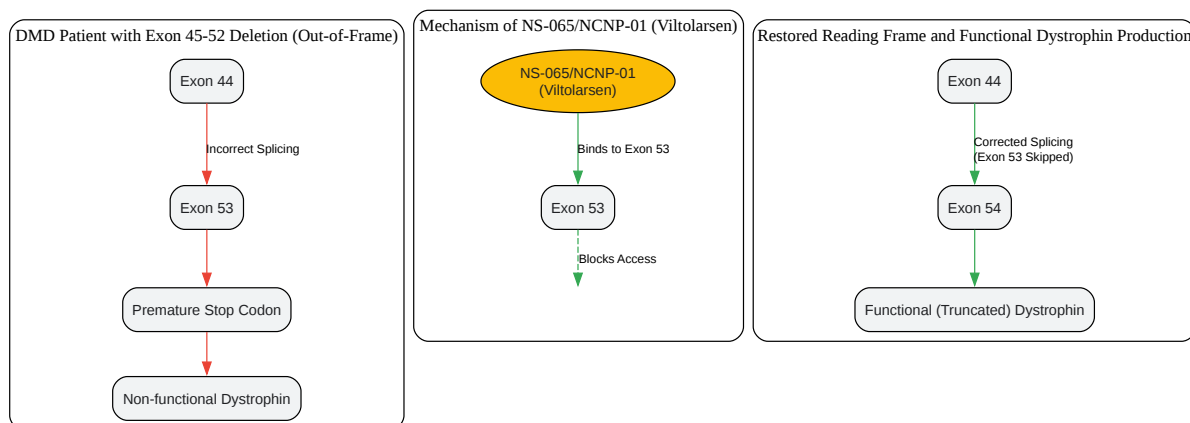 DMD Patient with Exon 45-52 Deletion (Out-of-Frame)
Exon 44
Incorrect Splicing
Exon 53
Premature Stop Codon
Non-functional Dystrophin
Mechanism of NS-065/NCNP-01 (Viltolarsen)
NS-065/NCNP-01
(Viltolarsen)
Binds to Exon 53
Exon 53
Blocks Access
Restored Reading Frame and Functional Dystrophin Production
Exon 44
Corrected Splicing
(Exon 53 Skipped)
Exon 54
Functional (Truncated) Dystrophin